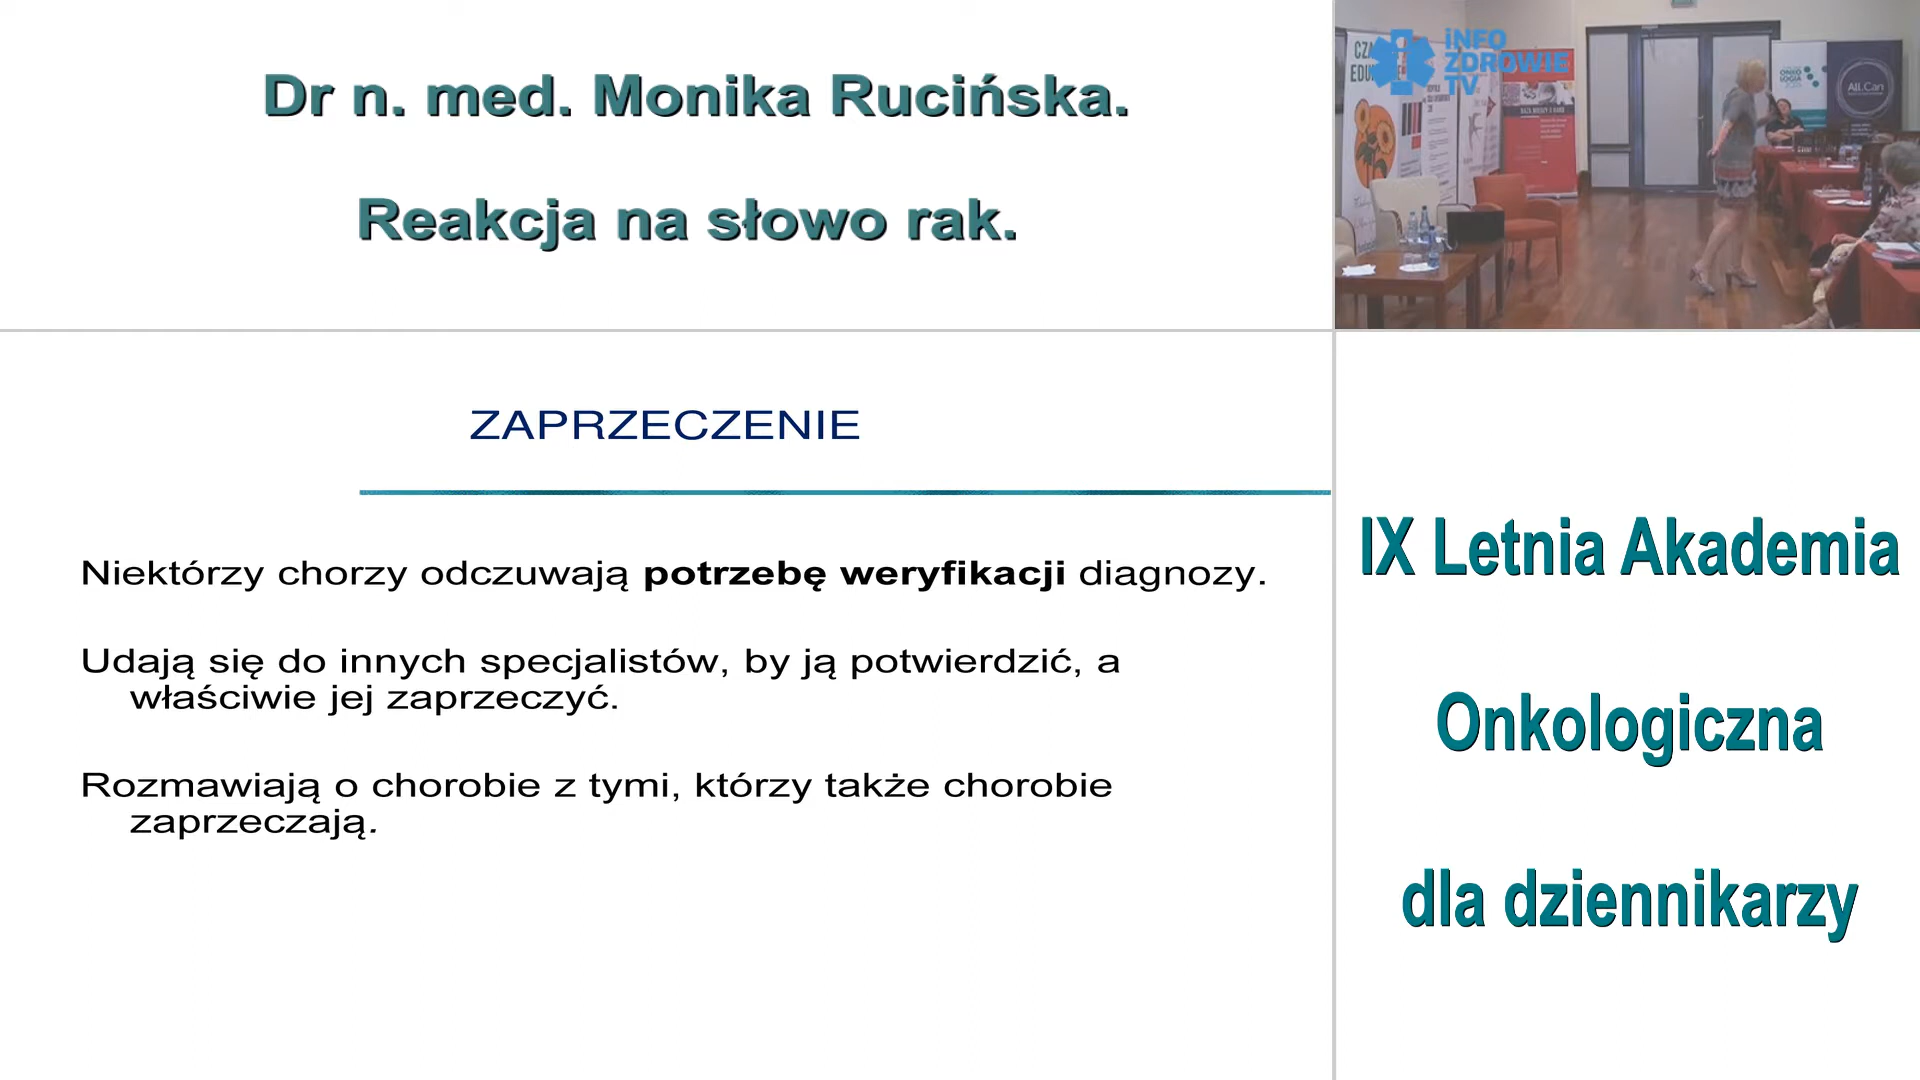 Dr n. med. Monika Rucińska.
Reakcja na słowo rak.
iNFO
ZDROWIE
TV
All.Can
ZAPRZECZENIE
Niektórzy chorzy odczuwają potrzebę weryfikacji diagnozy.
Udają się do innych specjalistów, by ją potwierdzić, a
właściwie jej zaprzeczyć.
Rozmawiają o chorobie z tymi, którzy także chorobie
zaprzeczają.
IX Letnia Akademia
Onkologiczna
dla dziennikarzy